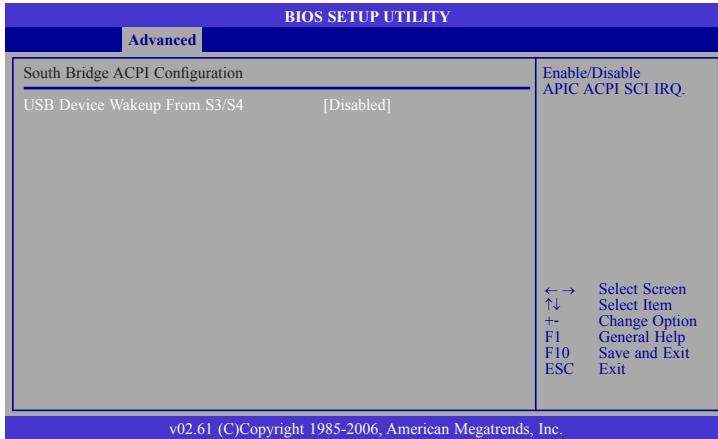 BIOS SETUP UTILITY
Advanced
South Bridge ACPI Configuration
USB Device Wakeup From S3/S4 [Disabled]
Enable/Disable
APIC ACPI SCI IRQ.
←→ Select Screen
↑↓ Select Item
+- Change Option
F1 General Help
F10 Save and Exit
ESC Exit
v02.61 (C)Copyright 1985-2006, American Megatrends, Inc.